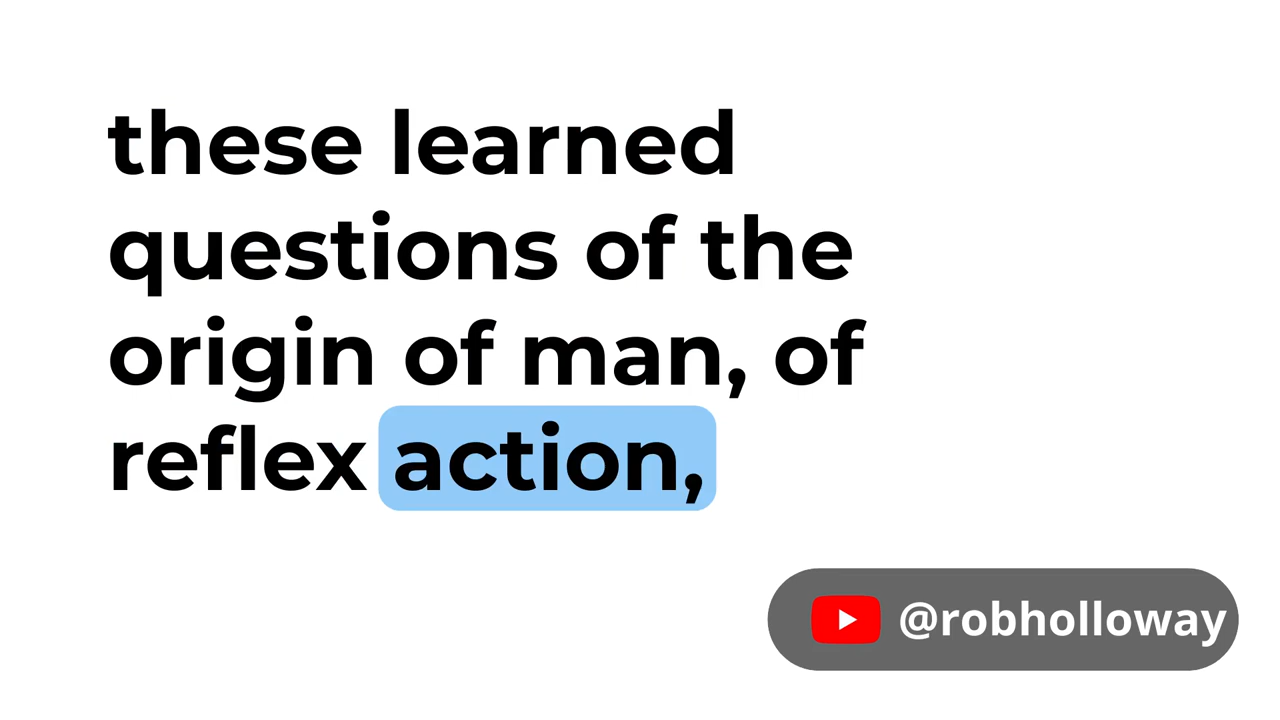 these learned
questions of the
origin of man, of
reflex action,
@robholloway